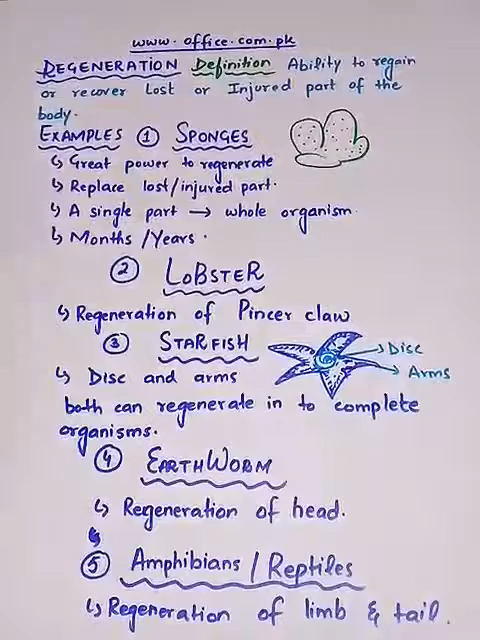 www.office.com.pk
REGENERATION Definition Ability to regain
or recover Lost or Injured part of the
body.
EXAMPLES ① SPONGES
↳ Great power to regenerate
↳ Replace lost/injured part.
↳ A single part → whole organism.
↳ Months/Years.
② LOBSTER
↳ Regeneration of Pincer claw
③ STARFISH
→ Disc
↳ Disc and arms
→ Arms
both can regenerate in to complete
organisms.
④ EARTHWORM
↳ Regeneration of head.
⑤ Amphibians / Reptiles
↳ Regeneration of limb & tail.